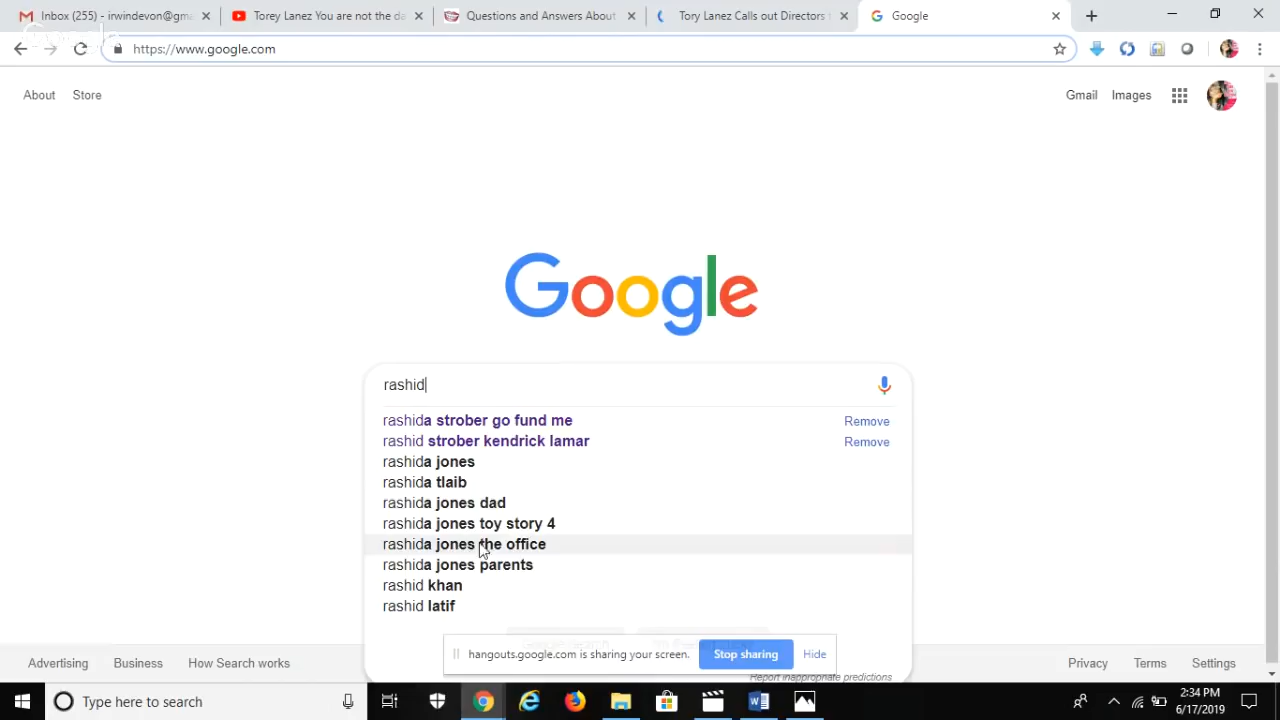 Inbox (255) - irwindevon@gma
Torey Lanez You are not the da
Questions and Answers About
Tory Lanez Calls out Directors t
Google
https://www.google.com
About Store
Gmail Images
Google
rashid
rashida strober go fund me Remove
rashid strober kendrick lamar Remove
rashida jones
rashida tlaib
rashida jones dad
rashida jones toy story 4
rashida jones the office
rashida jones parents
rashid khan
rashid latif
hangouts.google.com is sharing your screen. Stop sharing Hide
Report inappropriate predictions
Advertising Business How Search works
Privacy Terms Settings
Type here to search
2:34 PM
6/17/2019